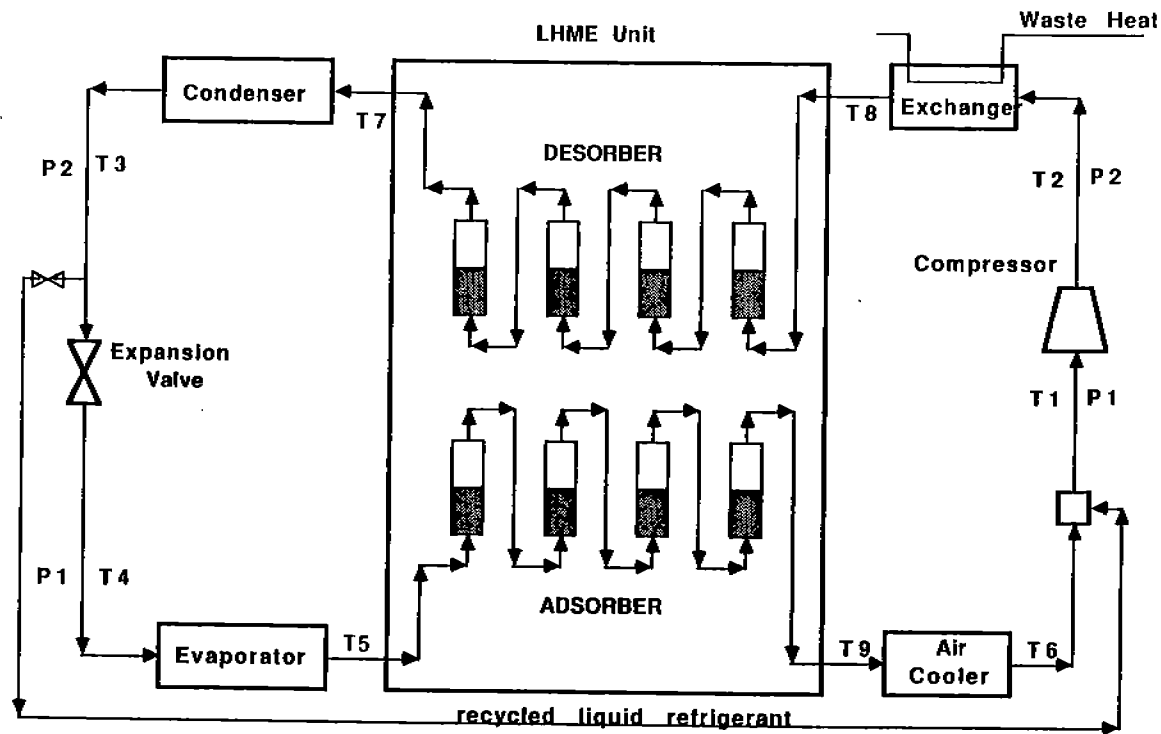 Waste Heat
LHME Unit
Condenser
T7
T8
Exchanger
DESORBER
P2 T3
T2 P2
Compressor
Expansion
Valve
T1 P1
P1 T4
ADSORBER
Evaporator
T5
T9
Air
Cooler
T6
recycled liquid refrigerant